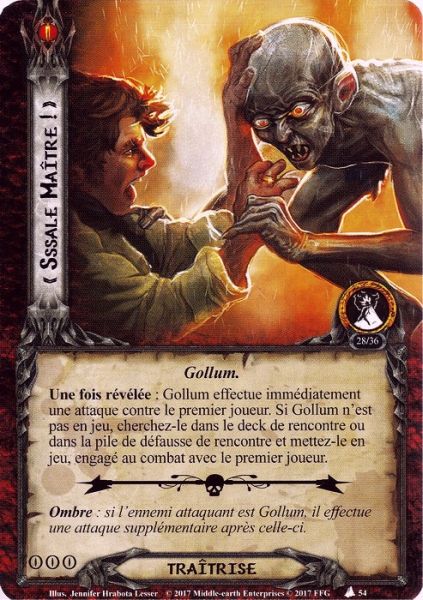 « Sssale Maître ! »
28/36
Gollum.
Une fois révélée : Gollum effectue immédiatement
une attaque contre le premier joueur. Si Gollum n'est
pas en jeu, cherchez-le dans le deck de rencontre ou
dans la pile de défausse de rencontre et mettez-le en
jeu, engagé au combat avec le premier joueur.
Ombre : si l'ennemi attaquant est Gollum, il effectue
une attaque supplémentaire après celle-ci.
TRAÎTRISE
Illus. Jennifer Hrabota Lesser © 2017 Middle-earth Enterprises © 2017 FFG 54